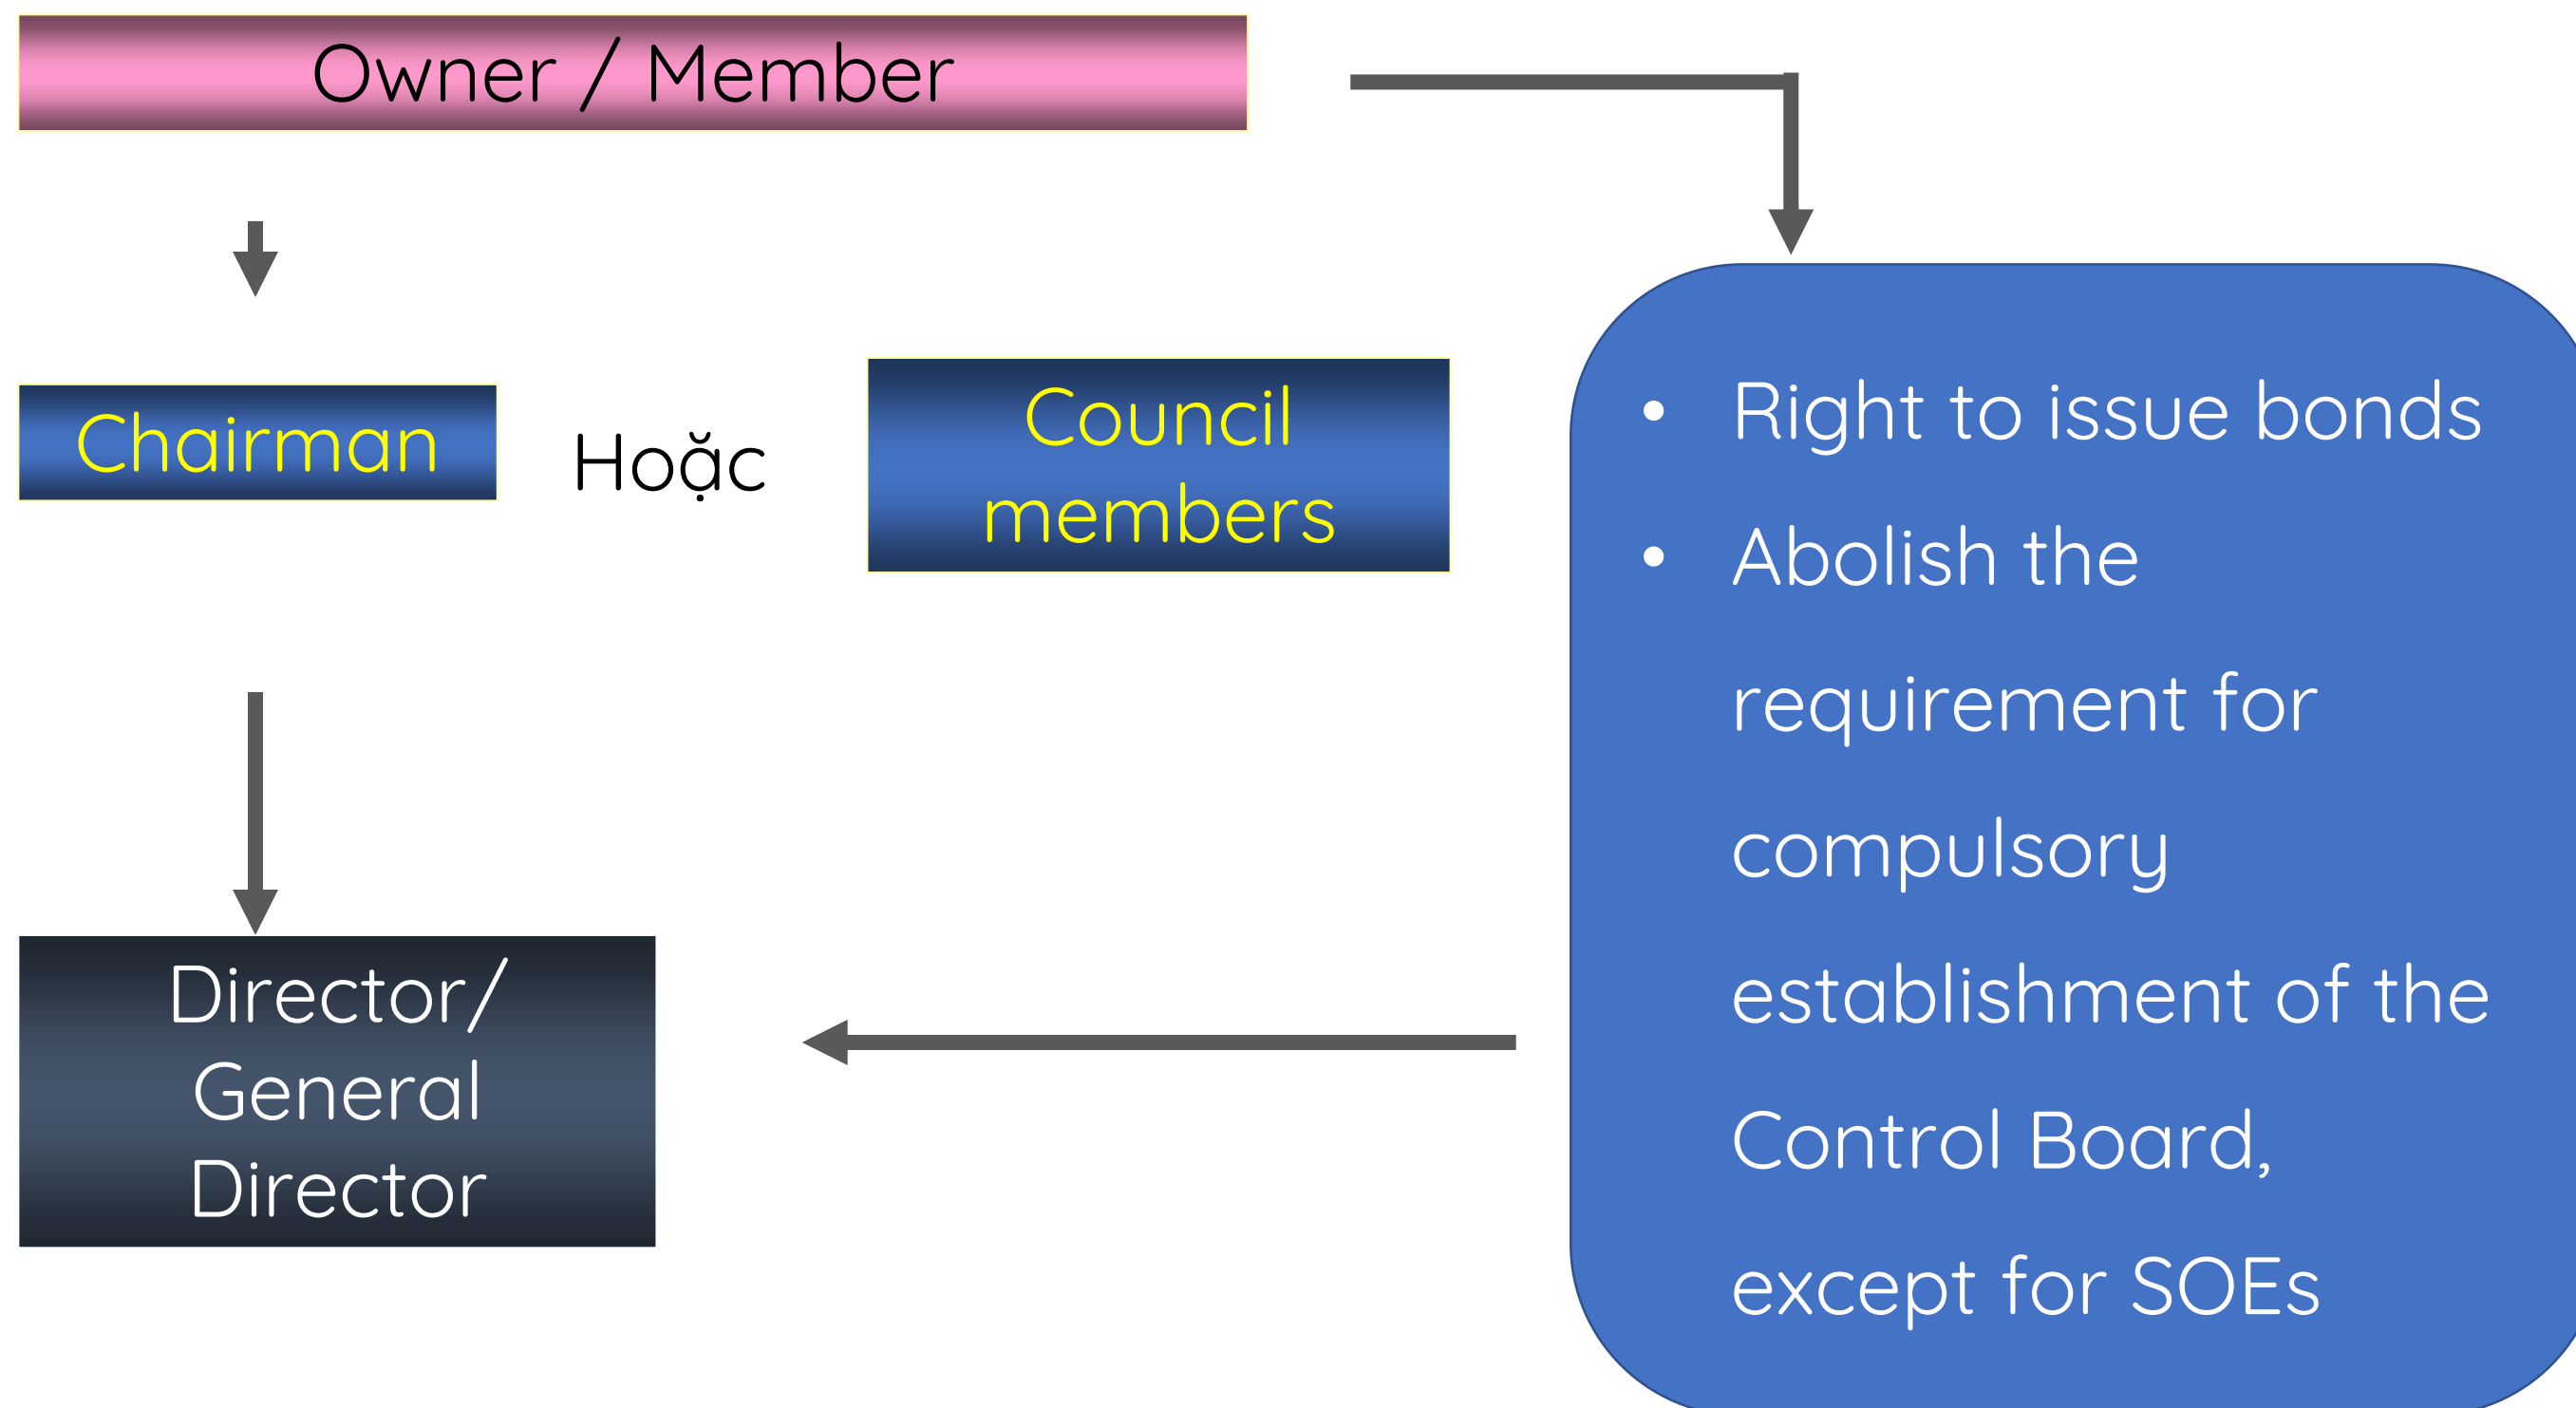 Owner / Member
Chairman
Hoặc
Council
members
Director/
General
Director
• Right to issue bonds
• Abolish the
requirement for
compulsory
establishment of the
Control Board,
except for SOEs